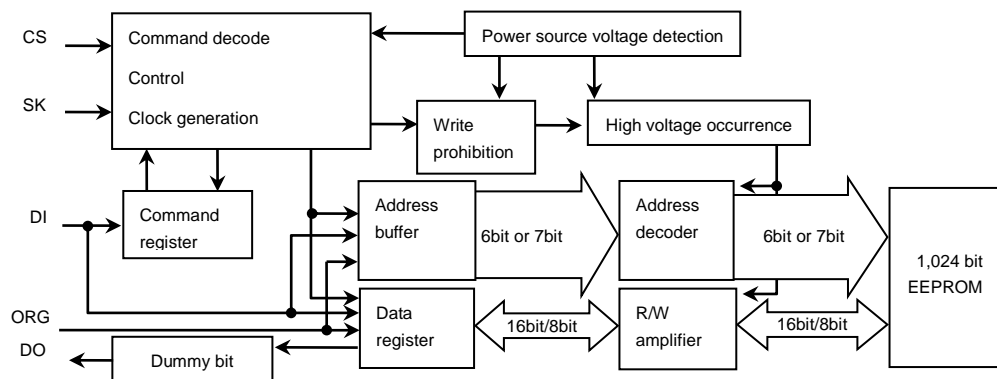 CS
Command decode
Control
Clock generation
SK
Power source voltage detection
Write
prohibition
High voltage occurrence
DI
Command
register
Address
buffer
6bit or 7bit
Address
decoder
6bit or 7bit
1,024 bit
EEPROM
ORG
Data
register
16bit/8bit
R/W
amplifier
16bit/8bit
DO
Dummy bit